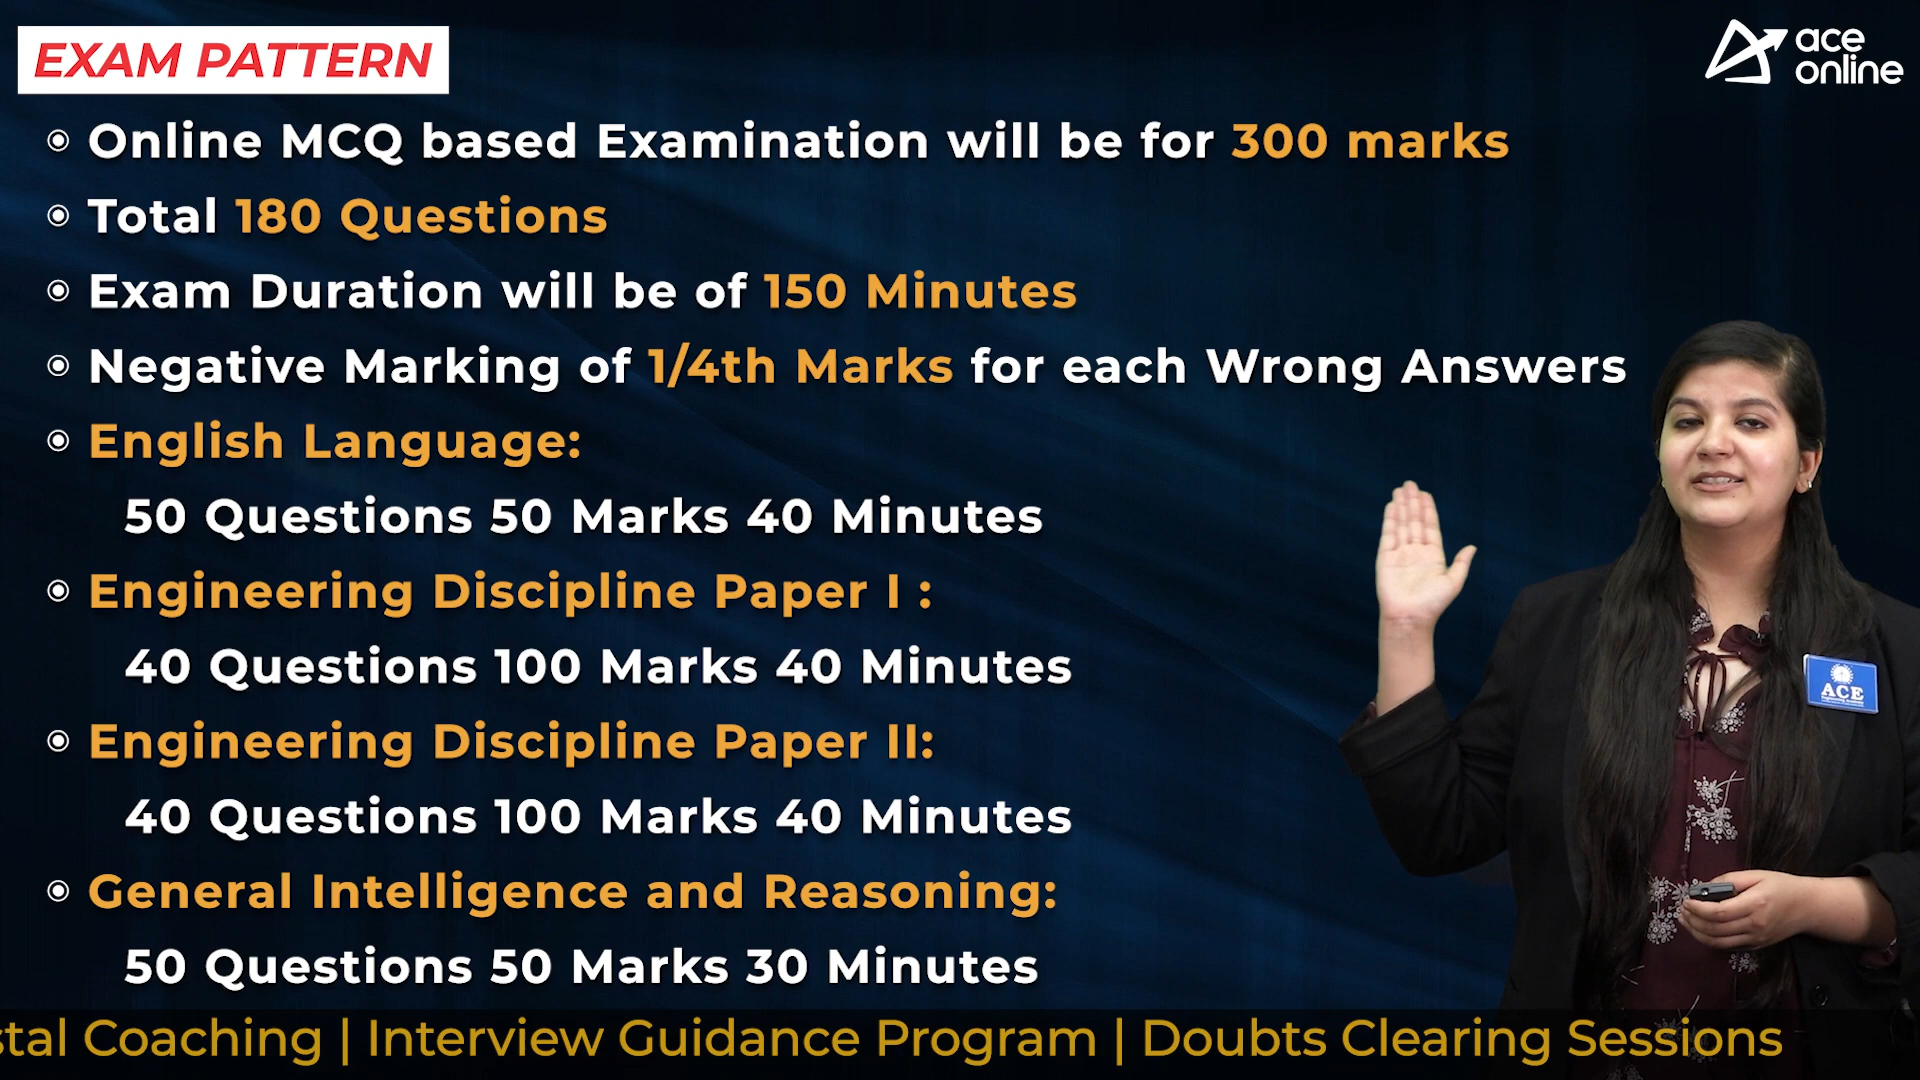 EXAM PATTERN
ace
online
Online MCQ based Examination will be for 300 marks
Total 180 Questions
Exam Duration will be of 150 Minutes
Negative Marking of 1/4th Marks for each Wrong Answers
English Language:
50 Questions 50 Marks 40 Minutes
Engineering Discipline Paper I :
40 Questions 100 Marks 40 Minutes
Engineering Discipline Paper II:
40 Questions 100 Marks 40 Minutes
General Intelligence and Reasoning:
50 Questions 50 Marks 30 Minutes
ACE
stal Coaching | Interview Guidance Program | Doubts Clearing Sessions